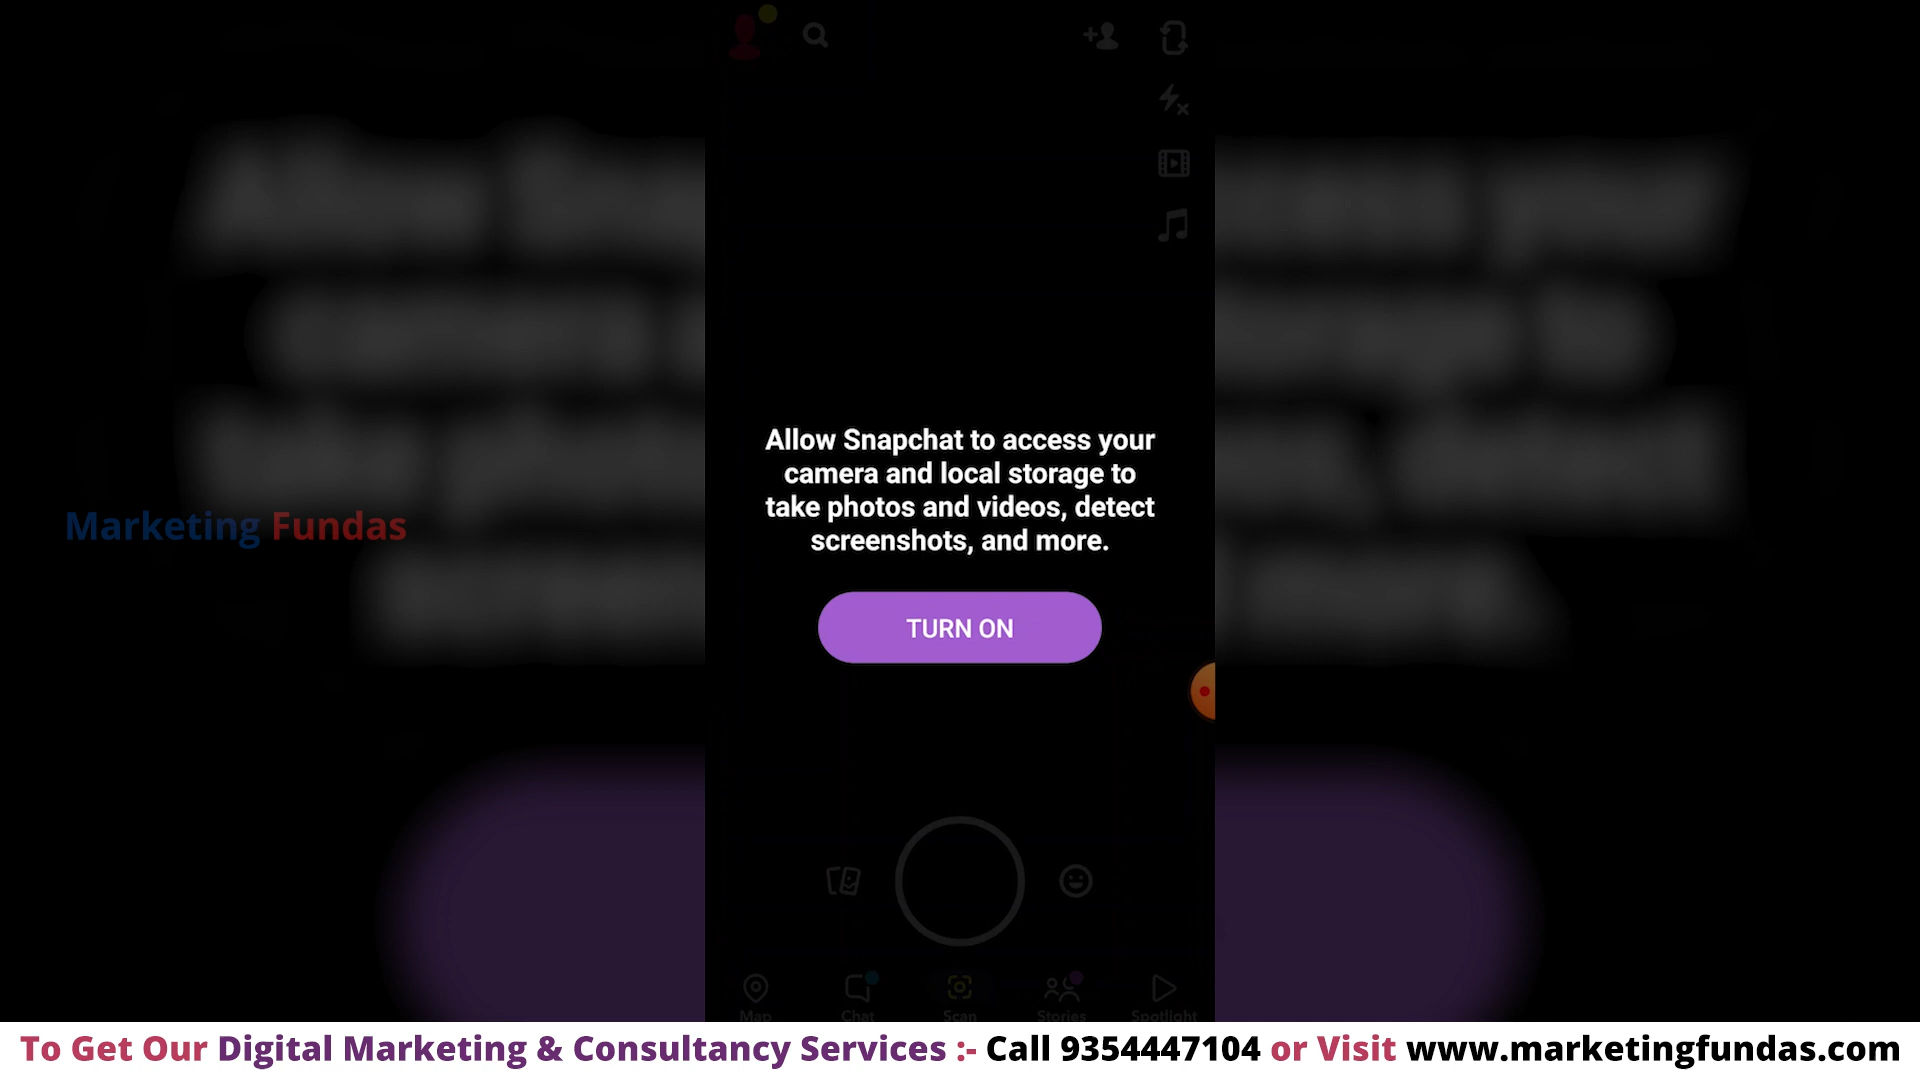 Allow Snapchat to access your
camera and local storage to
take photos and videos, detect
screenshots, and more.
Marketing Fundas
TURN ON
Map Chat Scan Stories Spotlight
To Get Our Digital Marketing & Consultancy Services :- Call 9354447104 or Visit www.marketingfundas.com